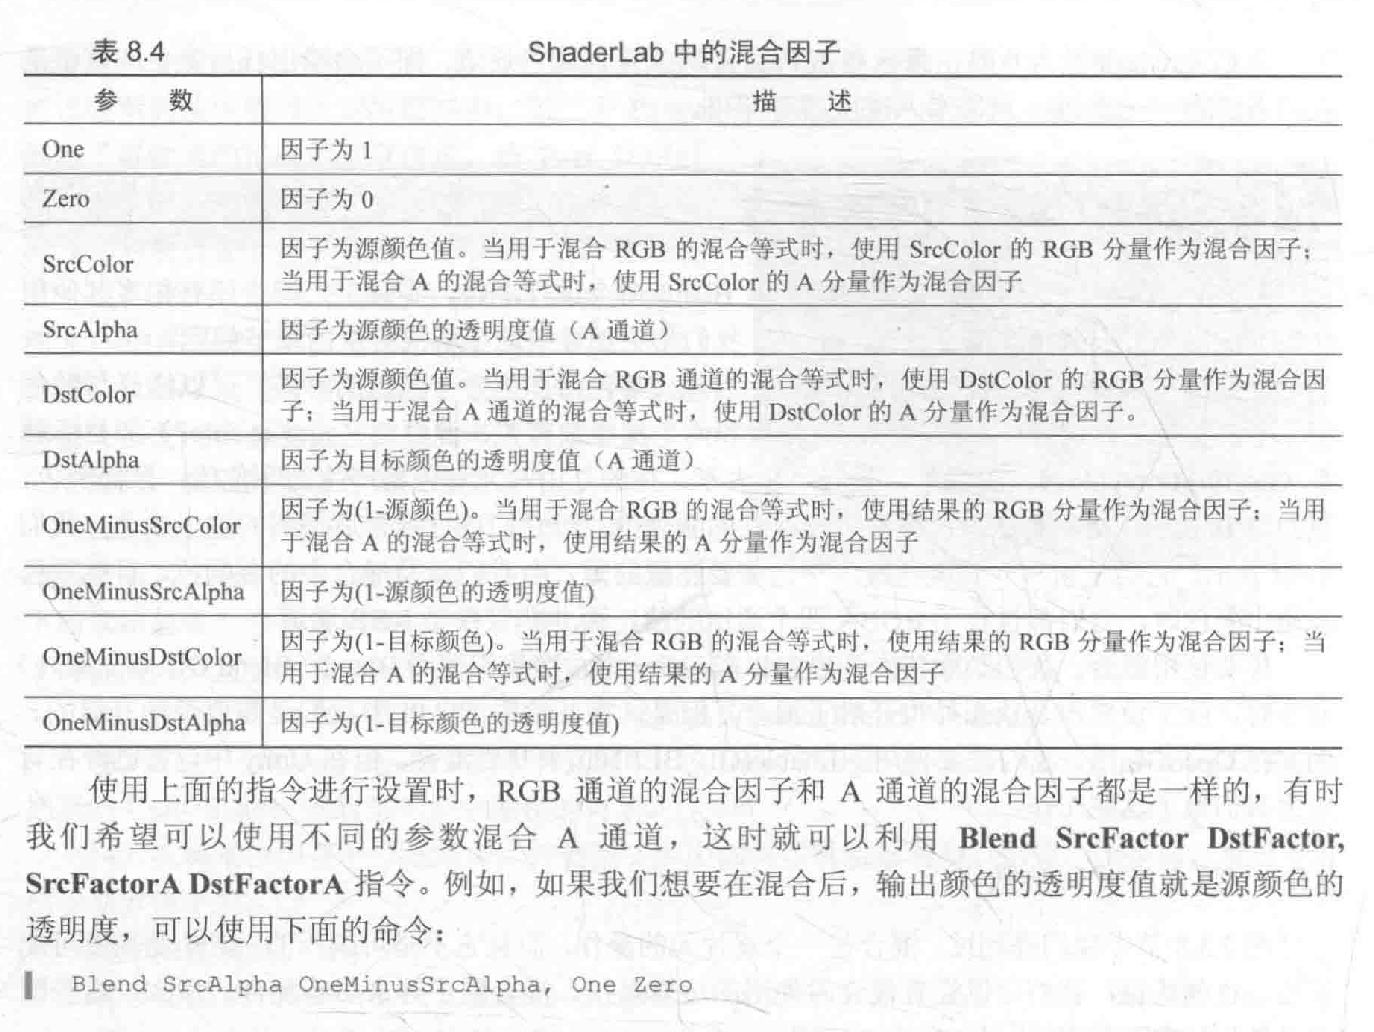 表 8.4 ShaderLab 中的混合因子
参 数 描 述
One 因子为 1
Zero 因子为 0
SrcColor 因子为源颜色值。当用于混合 RGB 的混合等式时，使用 SrcColor 的 RGB 分量作为混合因子；
当用于混合 A 的混合等式时，使用 SrcColor 的 A 分量作为混合因子
SrcAlpha 因子为源颜色的透明度值（A 通道）
DstColor 因子为源颜色值。当用于混合 RGB 通道的混合等式时，使用 DstColor 的 RGB 分量作为混合因
子；当用于混合 A 通道的混合等式时，使用 DstColor 的 A 分量作为混合因子。
DstAlpha 因子为目标颜色的透明度值（A 通道）
OneMinusSrcColor 因子为(1-源颜色)。当用于混合 RGB 的混合等式时，使用结果的 RGB 分量作为混合因子；当用
于混合 A 的混合等式时，使用结果的 A 分量作为混合因子
OneMinusSrcAlpha 因子为(1-源颜色的透明度值)
OneMinusDstColor 因子为(1-目标颜色)。当用于混合 RGB 的混合等式时，使用结果的 RGB 分量作为混合因子；当
用于混合 A 的混合等式时，使用结果的 A 分量作为混合因子
OneMinusDstAlpha 因子为(1-目标颜色的透明度值)
使用上面的指令进行设置时，RGB 通道的混合因子和 A 通道的混合因子都是一样的，有时
我们希望可以使用不同的参数混合 A 通道，这时就可以利用 Blend SrcFactor DstFactor,
SrcFactorA DstFactorA 指令。例如，如果我们想要在混合后，输出颜色的透明度值就是源颜色的
透明度，可以使用下面的命令：
Blend SrcAlpha OneMinusSrcAlpha, One Zero